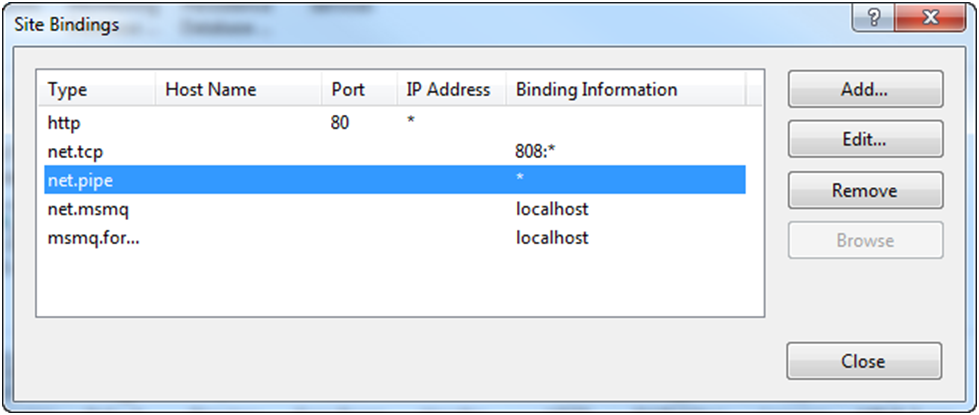 Site Bindings
Type Host Name Port IP Address Binding Information
http 80 *
net.tcp 808:*
net.pipe *
net.msmq localhost
msmq.for... localhost
Add...
Edit...
Remove
Browse
Close